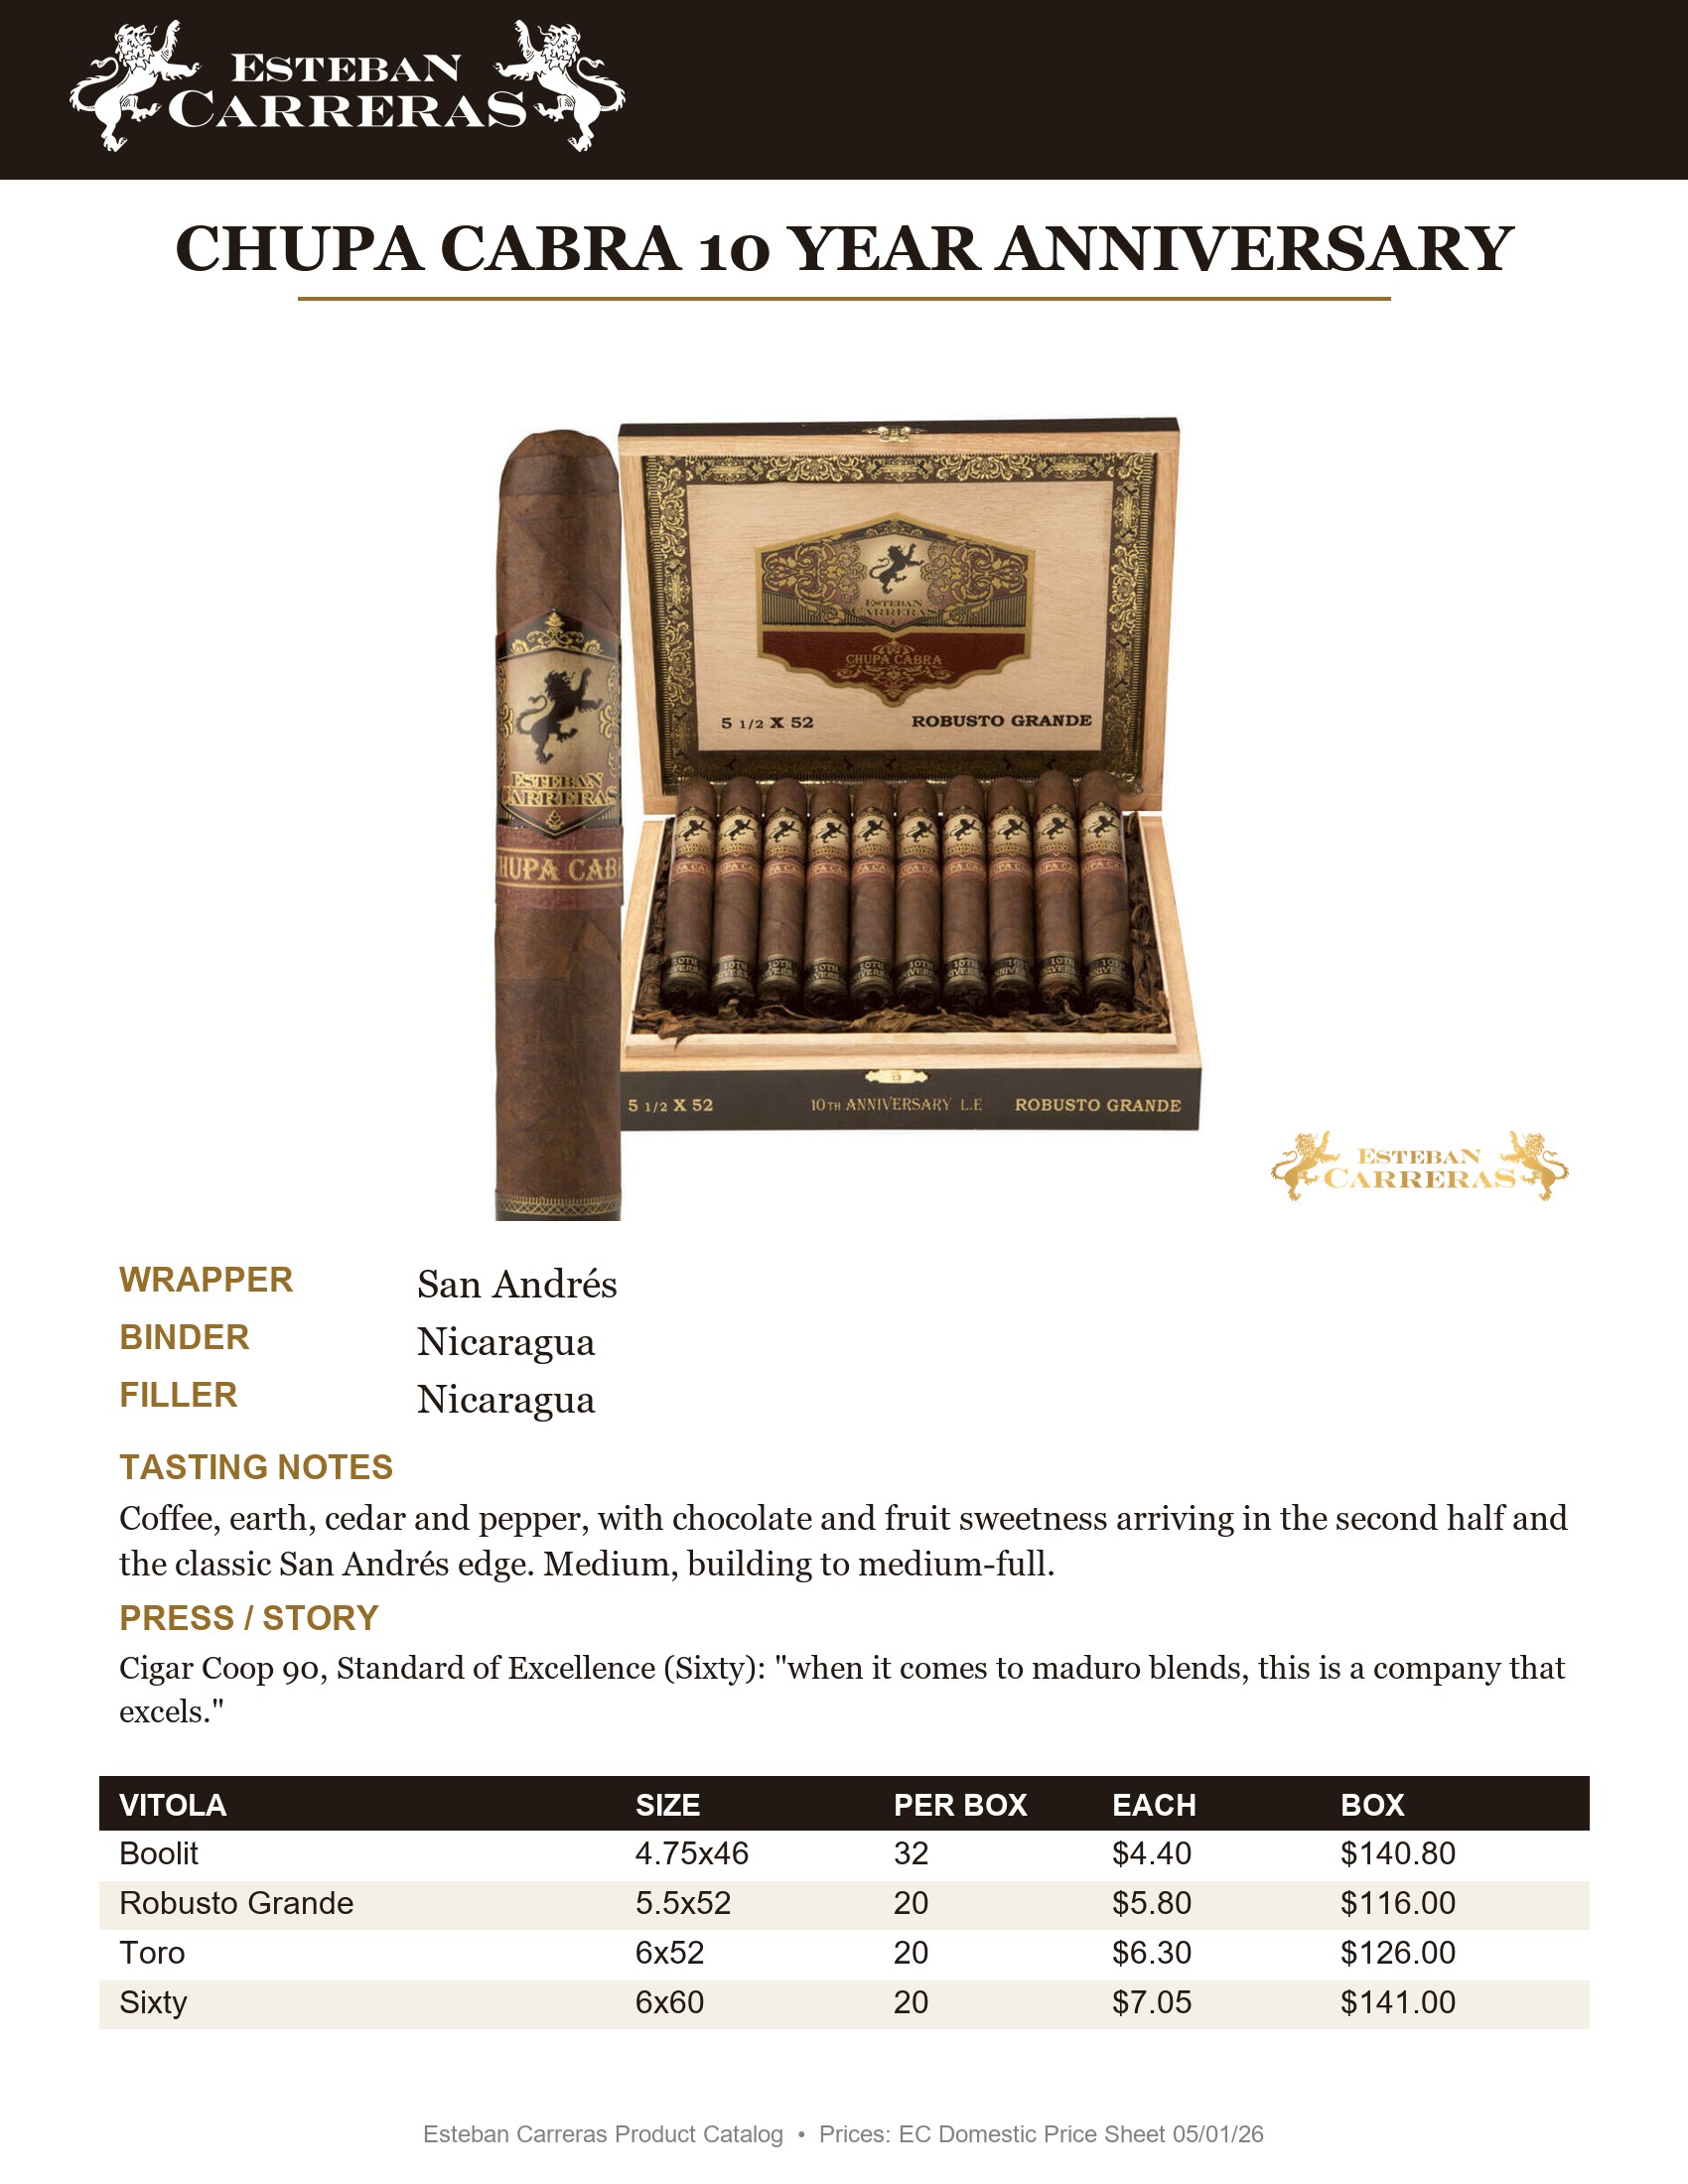 ESTEBAN
CARRERAS
CHUPA CABRA 10 YEAR ANNIVERSARY
ESTEBAN
CARRERAS
CHUPA CABRA
5 1/2 X 52 ROBUSTO GRANDE
ESTEBAN
CARRERAS
HUPA CAB
5 1/2 X 52 10TH ANNIVERSARY L.E ROBUSTO GRANDE
ESTEBAN
CARRERAS
WRAPPER San Andrés
BINDER Nicaragua
FILLER Nicaragua
TASTING NOTES
Coffee, earth, cedar and pepper, with chocolate and fruit sweetness arriving in the second half and
the classic San Andrés edge. Medium, building to medium-full.
PRESS / STORY
Cigar Coop 90, Standard of Excellence (Sixty): "when it comes to maduro blends, this is a company that
excels."
VITOLA SIZE PER BOX EACH BOX
Boolit 4.75x46 32 $4.40 $140.80
Robusto Grande 5.5x52 20 $5.80 $116.00
Toro 6x52 20 $6.30 $126.00
Sixty 6x60 20 $7.05 $141.00
Esteban Carreras Product Catalog • Prices: EC Domestic Price Sheet 05/01/26